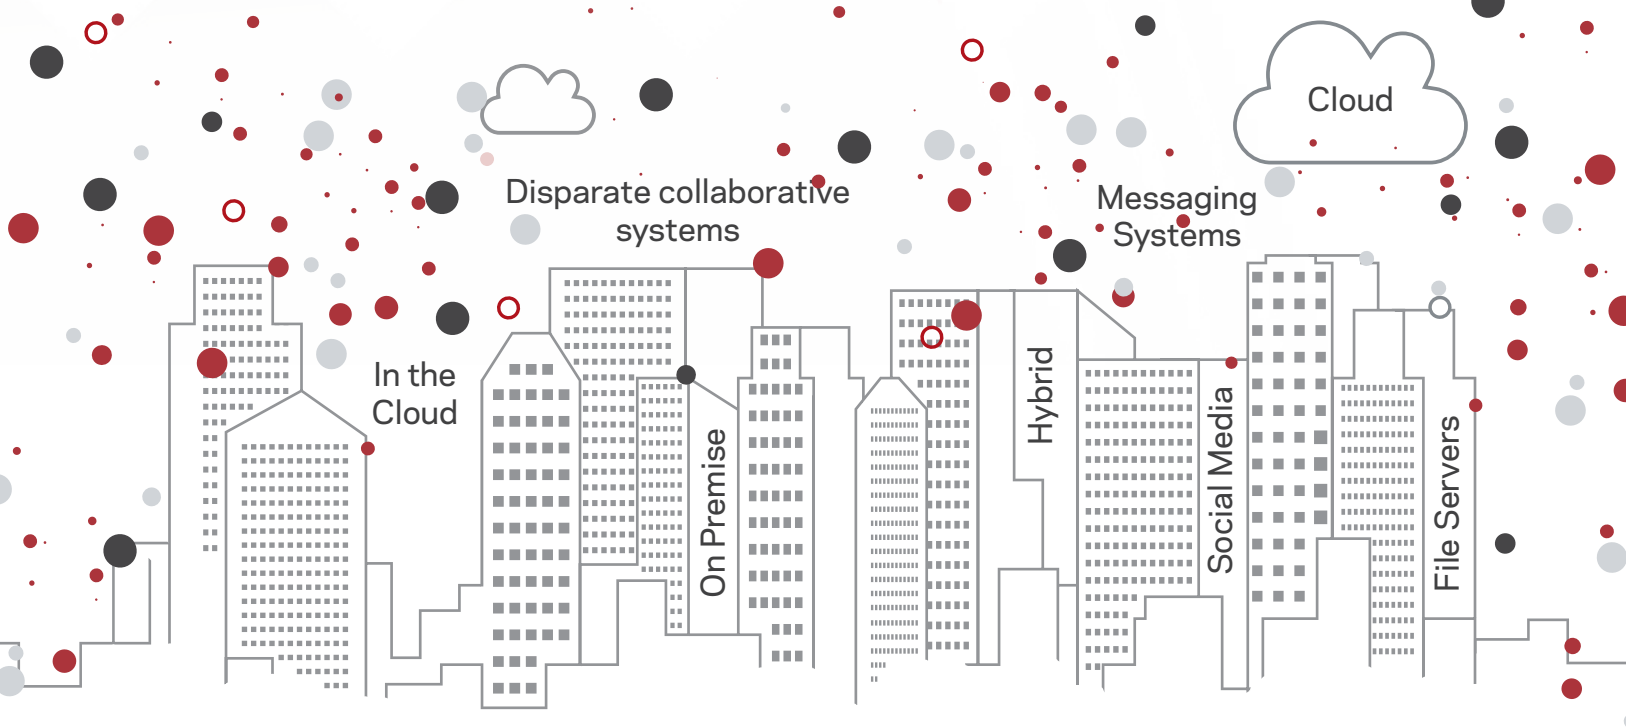 Cloud
Disparate collaborative
systems
Messaging
Systems
In the
Cloud
On Premise
Hybrid
Social Media
File Servers